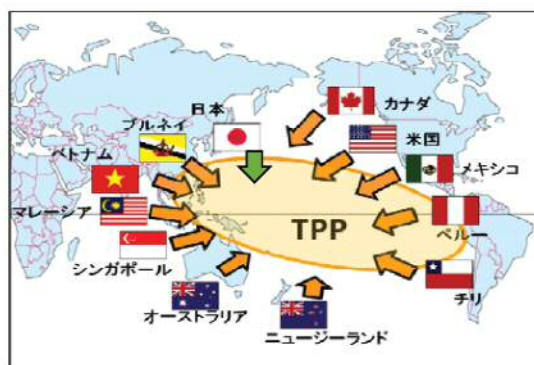 カナダ
日本
米国
ブルネイ
メキシコ
ベトナム
マレーシア
TPP
ペルー
シンガポール
チリ
オーストラリア
ニュージーランド